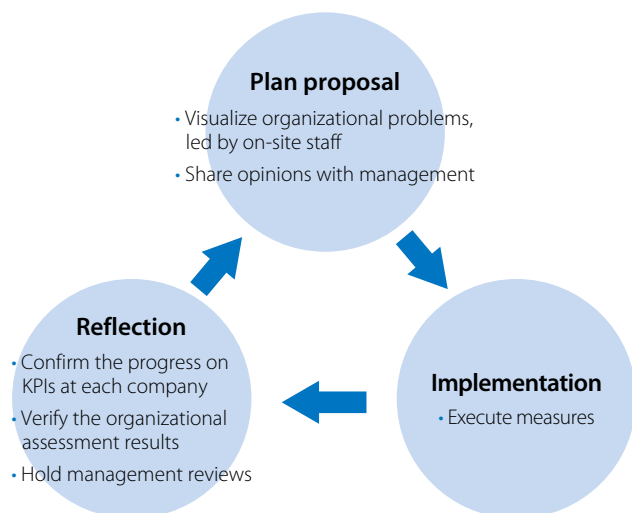 Plan proposal
• Visualize organizational problems,
led by on-site staff
• Share opinions with management
Reflection
• Confirm the progress on
KPIs at each company
• Verify the organizational
assessment results
• Hold management reviews
Implementation
• Execute measures